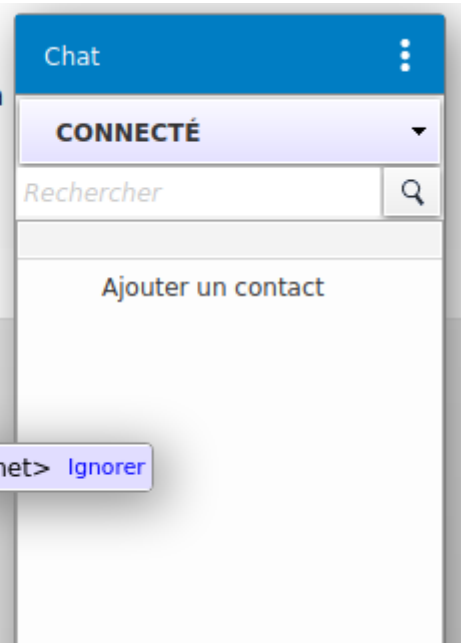 Chat
CONNECTÉ
Rechercher
Ajouter un contact
net> Ignorer